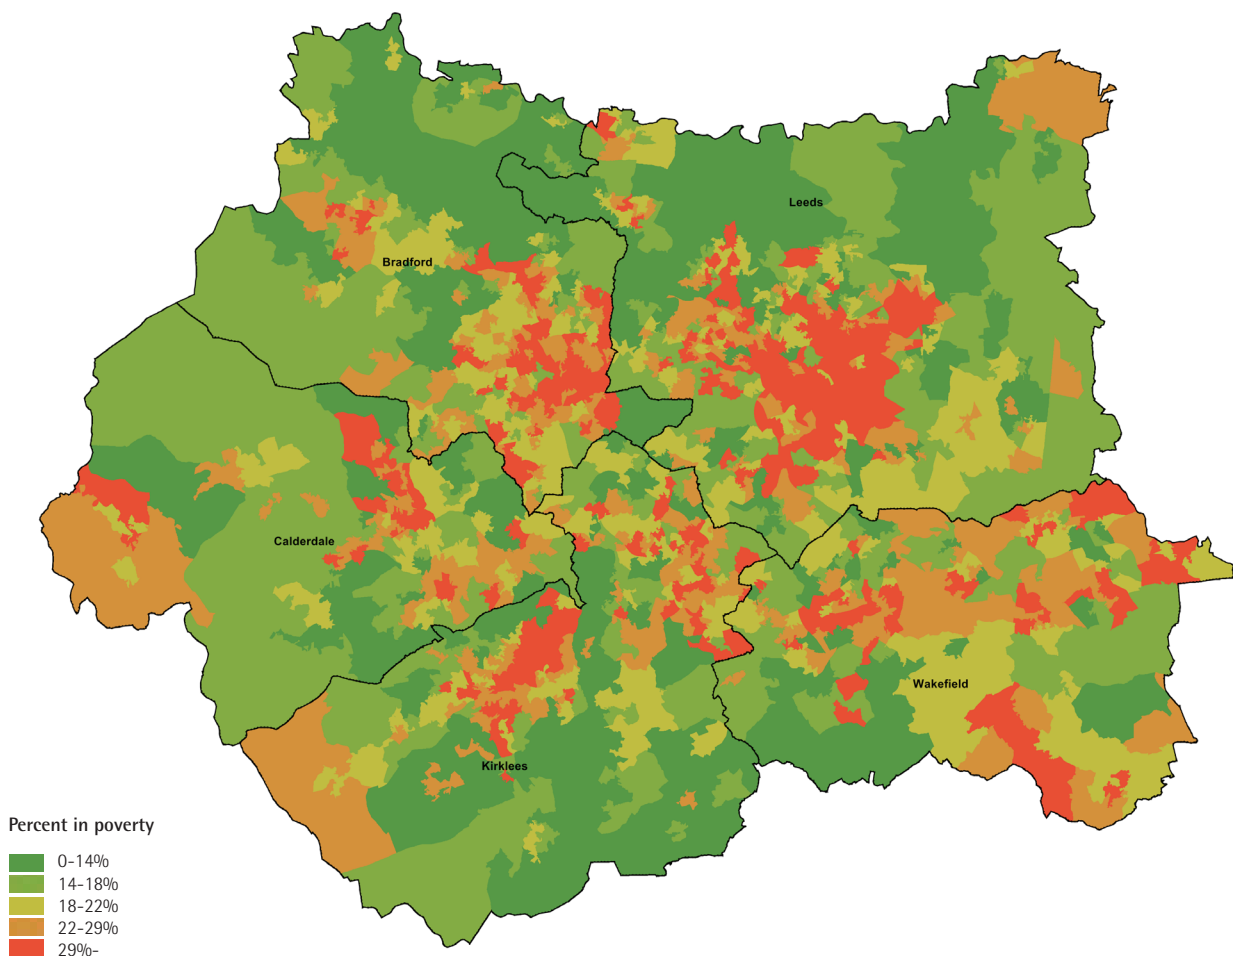 Leeds
Bradford
Calderdale
Wakefield
Kirklees
Percent in poverty
0-14%
14-18%
18-22%
22-29%
29%-